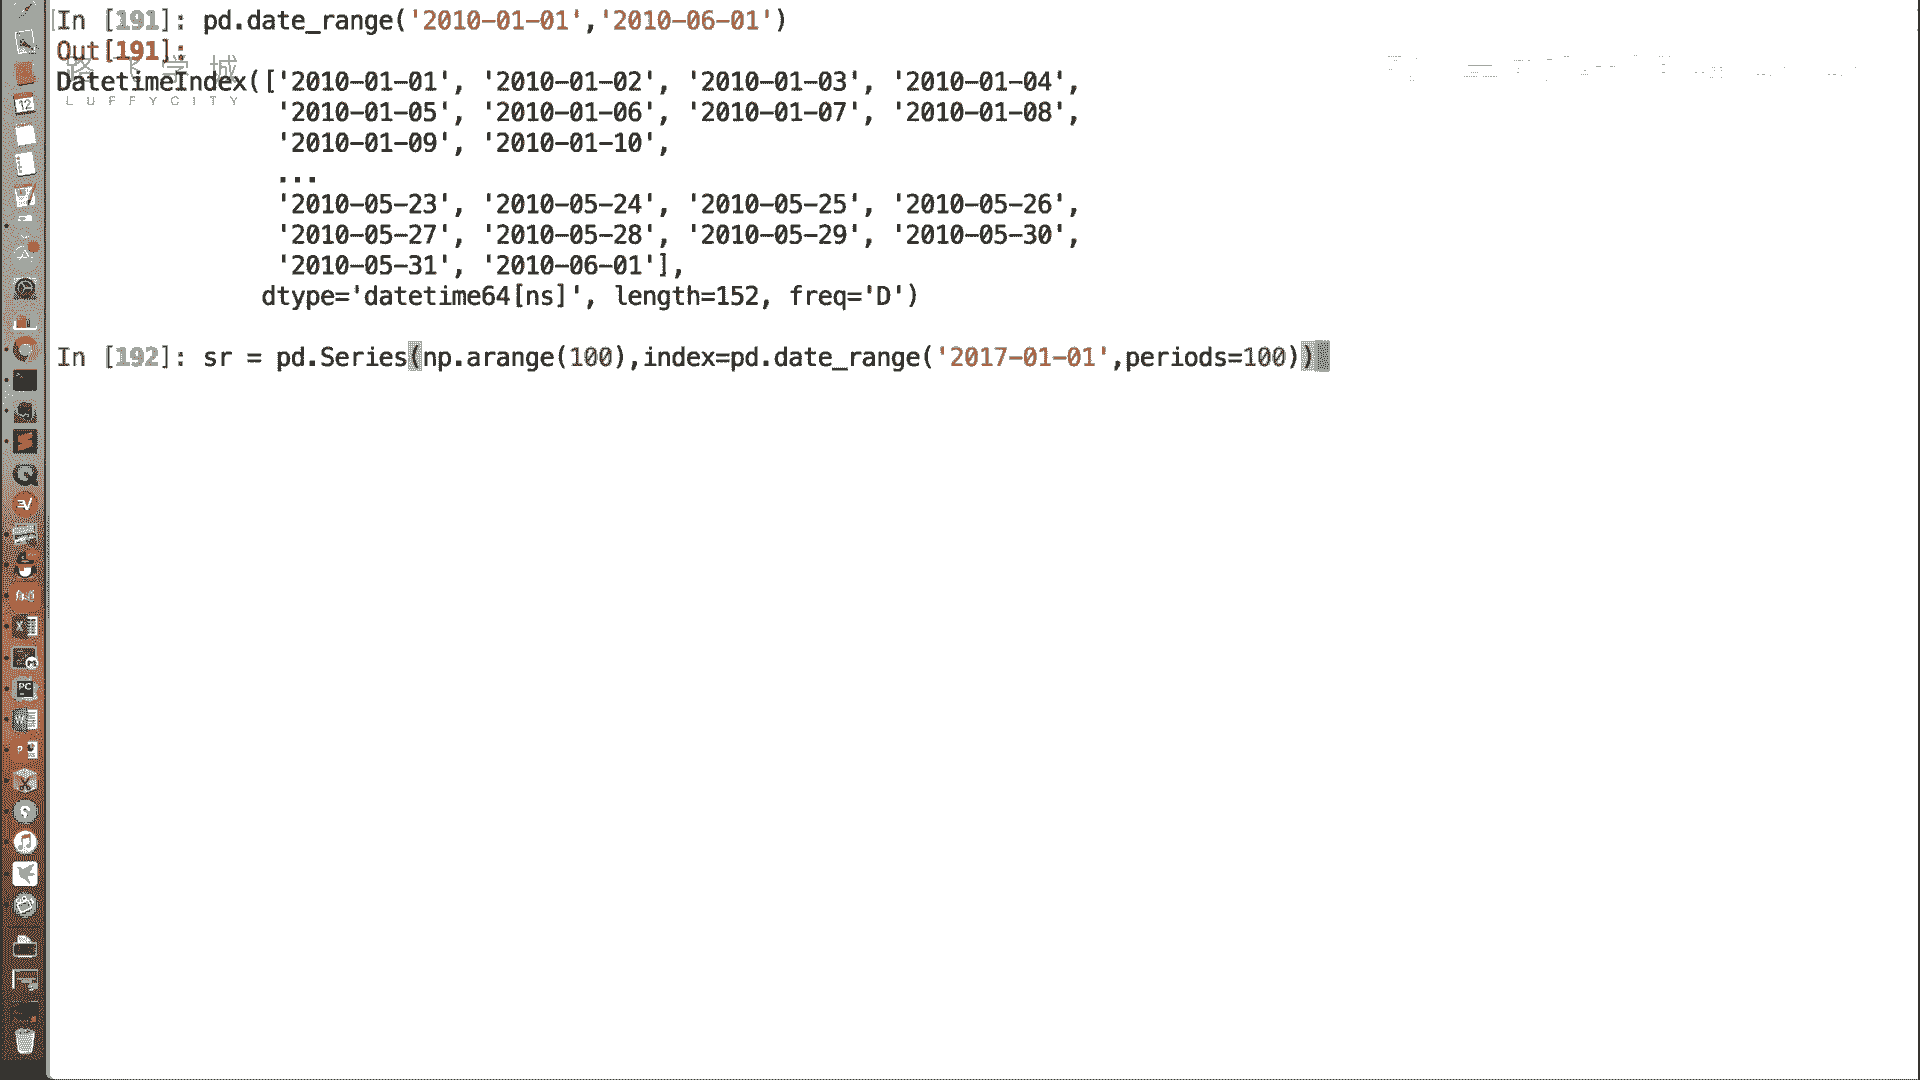 In [191]: pd.date_range('2010-01-01','2010-06-01')
Out[191]:
路飞学城
DatetimeIndex(['2010-01-01', '2010-01-02', '2010-01-03', '2010-01-04',
LUFFYCITY
'2010-01-05', '2010-01-06', '2010-01-07', '2010-01-08',
'2010-01-09', '2010-01-10',
...
'2010-05-23', '2010-05-24', '2010-05-25', '2010-05-26',
'2010-05-27', '2010-05-28', '2010-05-29', '2010-05-30',
'2010-05-31', '2010-06-01'],
dtype='datetime64[ns]', length=152, freq='D')
In [192]: sr = pd.Series(np.arange(100),index=pd.date_range('2017-01-01',periods=100))
12
PC